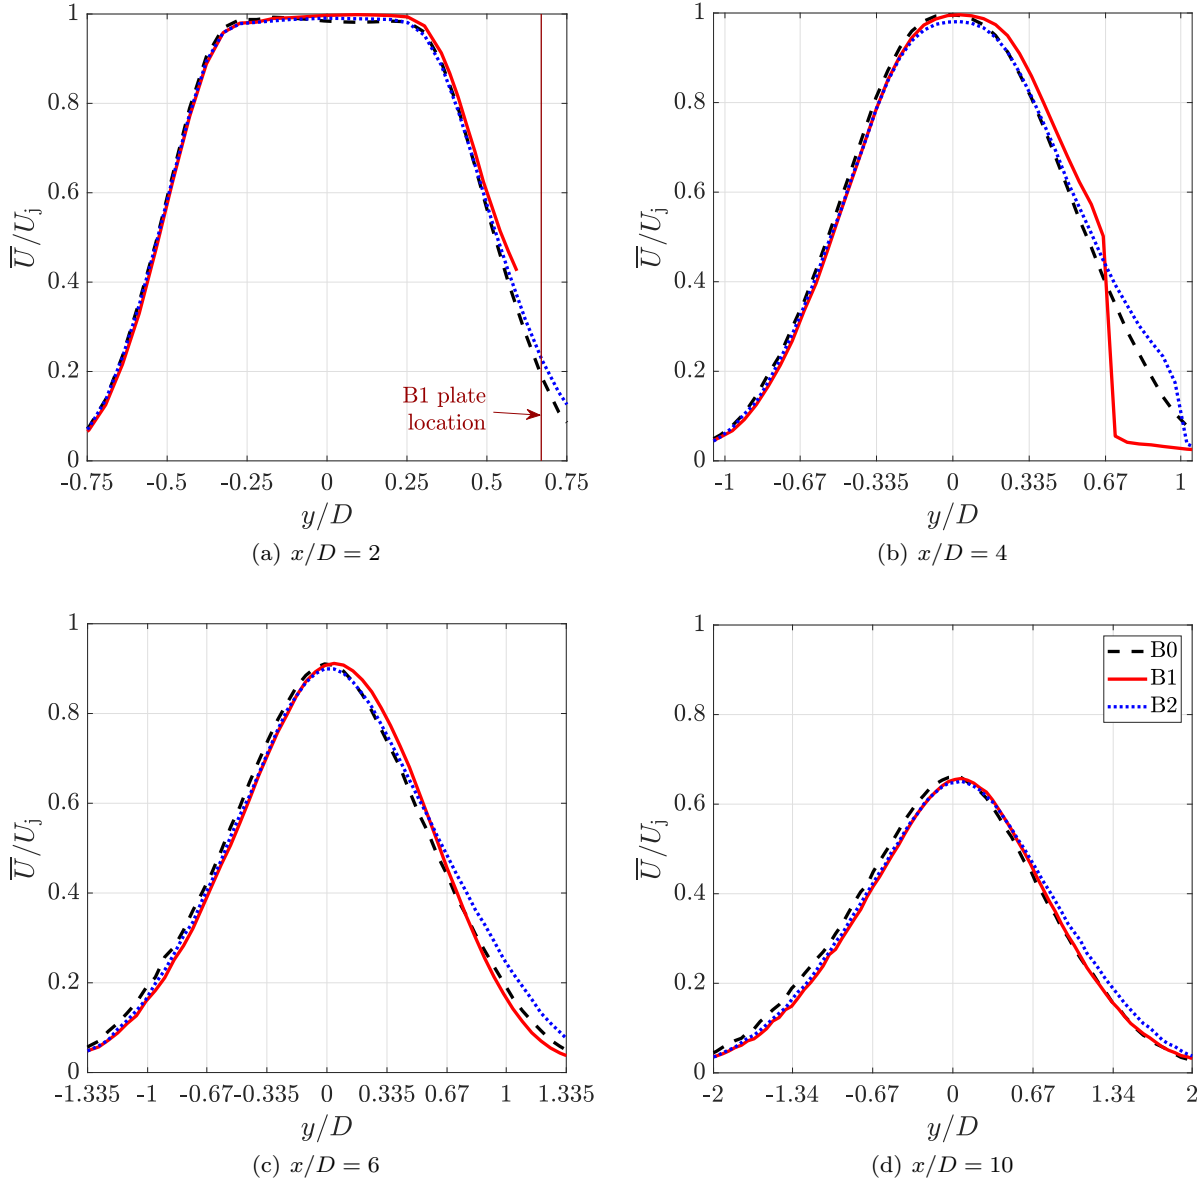 1
0.8
0.6
0.4
0.2
0
U̅/U_j
-0.75 -0.5 -0.25 0 0.25 0.5 0.75
y/D
B1 plate
location
(a) x/D = 2
1
0.8
0.6
0.4
0.2
0
U̅/U_j
-1 -0.67 -0.335 0 0.335 0.67 1
y/D
(b) x/D = 4
1
0.8
0.6
0.4
0.2
0
U̅/U_j
-1.335 -1 -0.67 -0.335 0 0.335 0.67 1 1.335
y/D
(c) x/D = 6
1
0.8
0.6
0.4
0.2
0
U̅/U_j
-2 -1.34 -0.67 0 0.67 1.34 2
y/D
B0
B1
B2
(d) x/D = 10